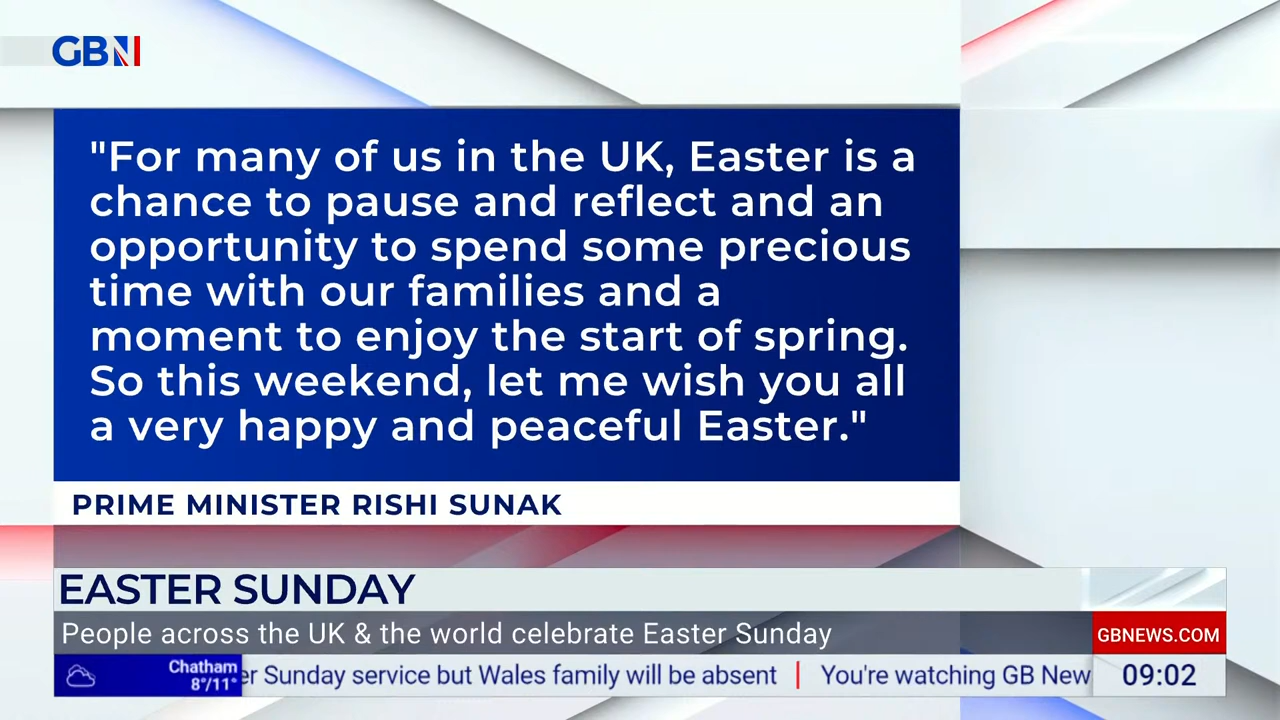 GBN
"For many of us in the UK, Easter is a
chance to pause and reflect and an
opportunity to spend some precious
time with our families and a
moment to enjoy the start of spring.
So this weekend, let me wish you all
a very happy and peaceful Easter."
PRIME MINISTER RISHI SUNAK
EASTER SUNDAY
People across the UK & the world celebrate Easter Sunday
GBNEWS.COM
Chatham
8°/11°
er Sunday service but Wales family will be absent | You're watching GB New
09:02